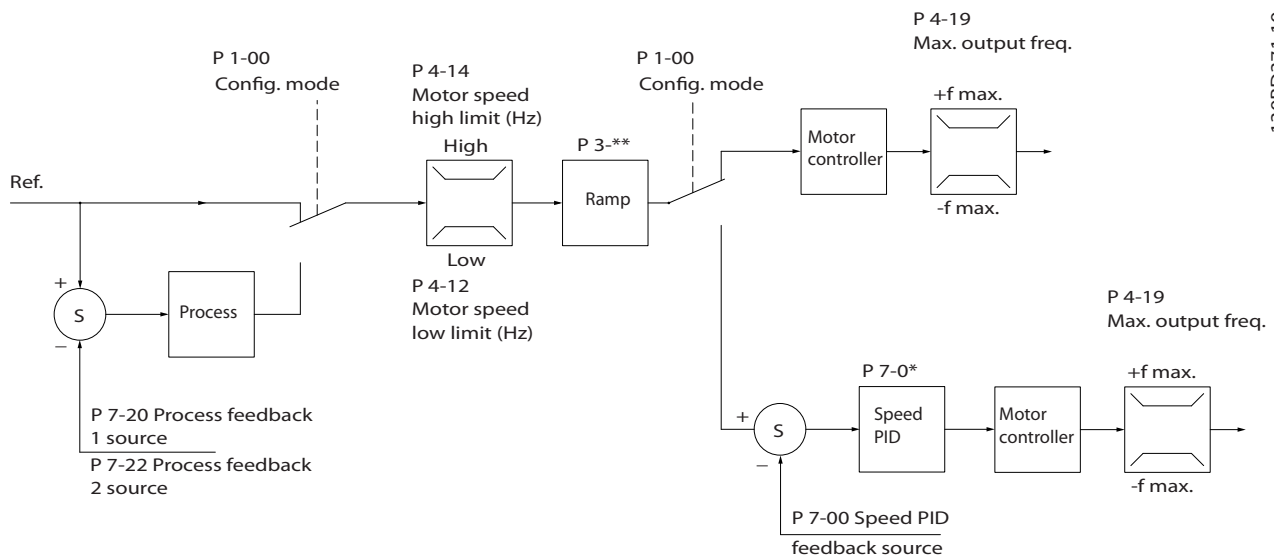 P 4-19
Max. output freq.
P 1-00
Config. mode
P 4-14
Motor speed
high limit (Hz)
P 1-00
Config. mode
+f max.
High
P 3-**
Motor
controller
Ref.
Ramp
-f max.
Low
P 4-12
Motor speed
low limit (Hz)
+
S
–
Process
P 4-19
Max. output freq.
P 7-20 Process feedback
1 source
P 7-22 Process feedback
2 source
P 7-0*
+f max.
+
S
–
Speed
PID
Motor
controller
-f max.
P 7-00 Speed PID
feedback source